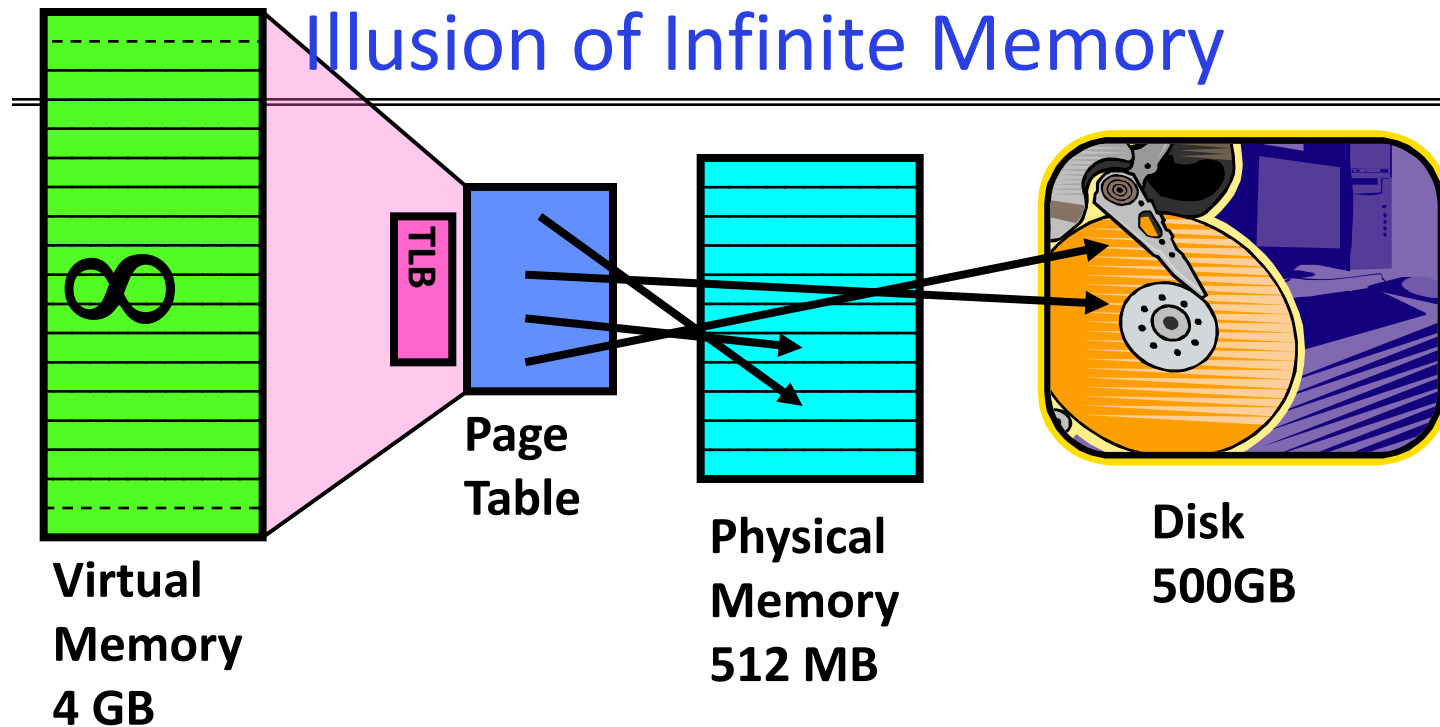 Illusion of Infinite Memory
∞
TLB
Page
Table
Virtual
Memory
4 GB
Physical
Memory
512 MB
Disk
500GB